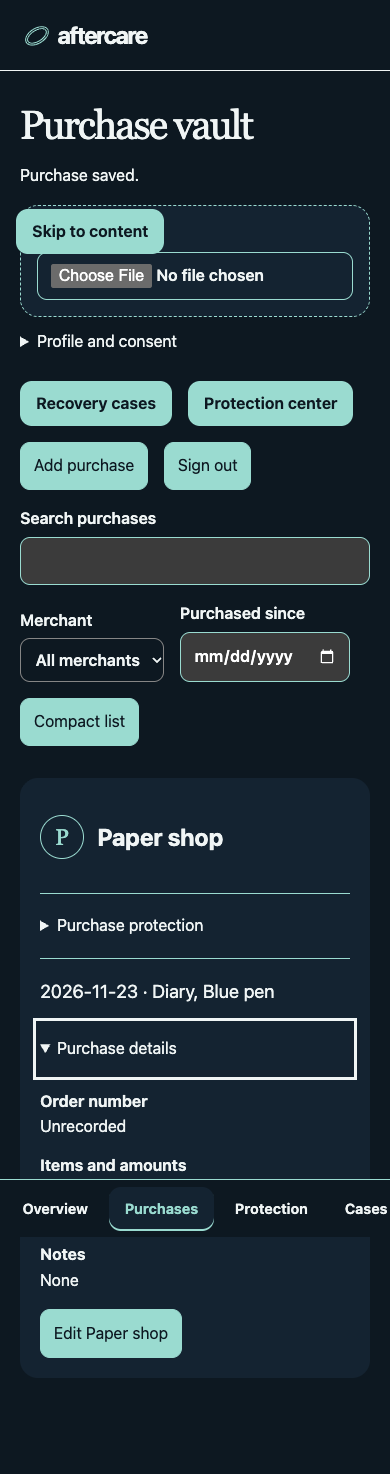 aftercare
Purchase vault
Purchase saved.
Skip to content
Choose File No file chosen
Profile and consent
Recovery cases
Protection center
Add purchase
Sign out
Search purchases
Merchant
Purchased since
All merchants
mm/dd/yyyy
Compact list
P
Paper shop
Purchase protection
2026-11-23 · Diary, Blue pen
Purchase details
Order number
Unrecorded
Items and amounts
Overview
Purchases
Protection
Cases
Notes
None
Edit Paper shop